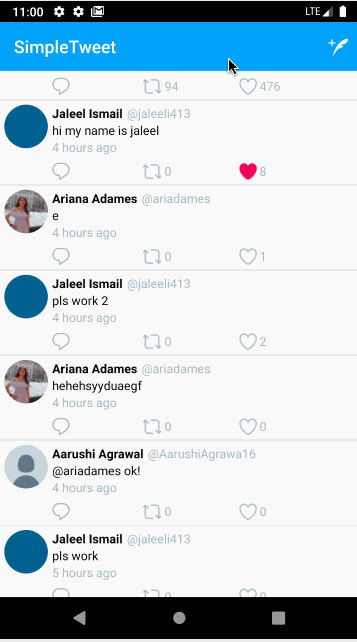 11:00 LTE
SimpleTweet
94 476
Jaleel Ismail @jaleeli413
hi my name is jaleel
4 hours ago
0 8
Ariana Adames @ariadames
e
4 hours ago
0 1
Jaleel Ismail @jaleeli413
pls work 2
4 hours ago
0 2
Ariana Adames @ariadames
hehehsyyduaegf
4 hours ago
0 0
Aarushi Agrawal @AarushiAgrawa16
@ariadames ok!
4 hours ago
0 0
Jaleel Ismail @jaleeli413
pls work
5 hours ago
0 0